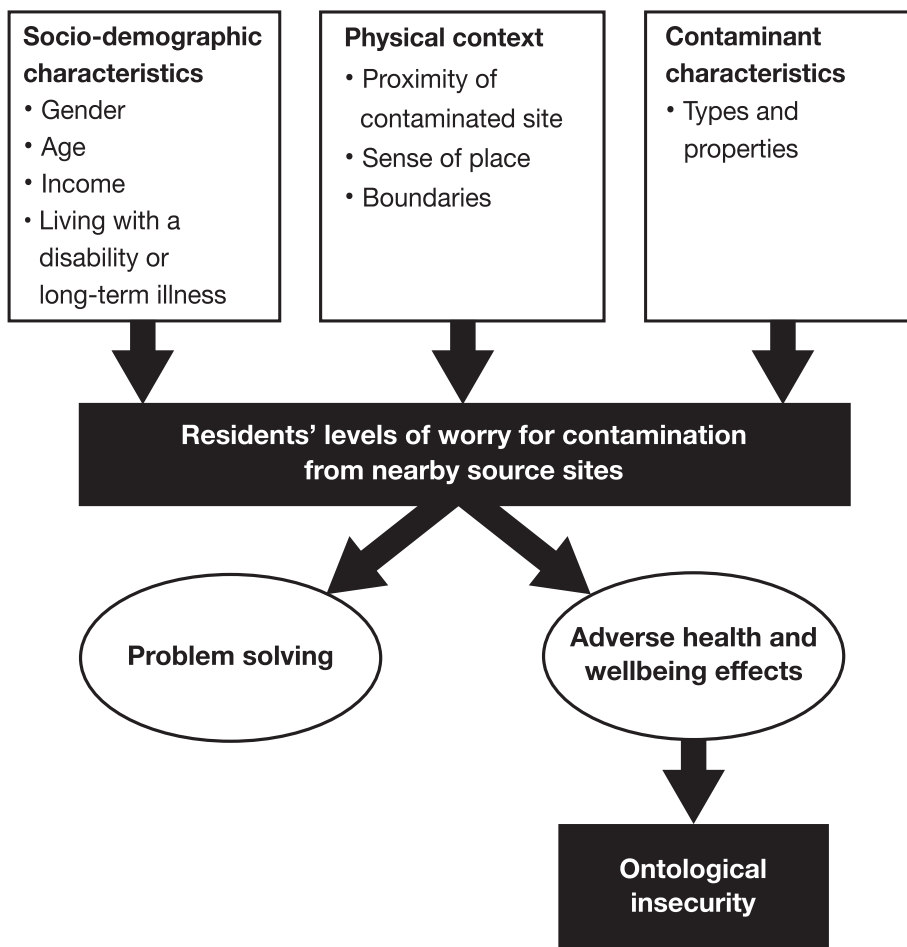 Socio-demographic
characteristics
• Gender
• Age
• Income
• Living with a
disability or
long-term illness
Physical context
• Proximity of
contaminated site
• Sense of place
• Boundaries
Contaminant
characteristics
• Types and
properties
Residents’ levels of worry for contamination
from nearby source sites
Problem solving
Adverse health and
wellbeing effects
Ontological
insecurity